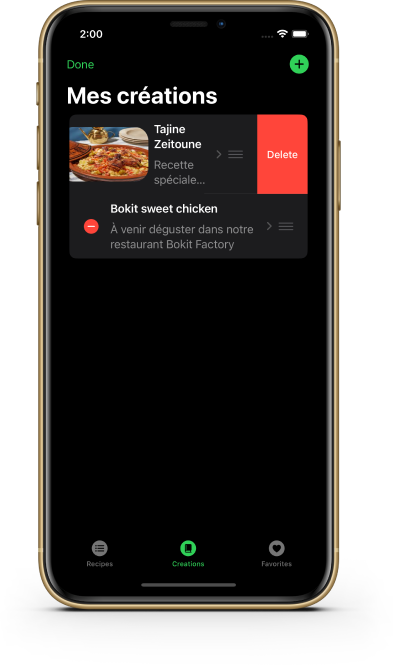 2:00
Done
Mes créations
Tajine
Zeitoune
Recette
spéciale...
Delete
Bokit sweet chicken
À venir déguster dans notre
restaurant Bokit Factory
Recipes
Creations
Favorites